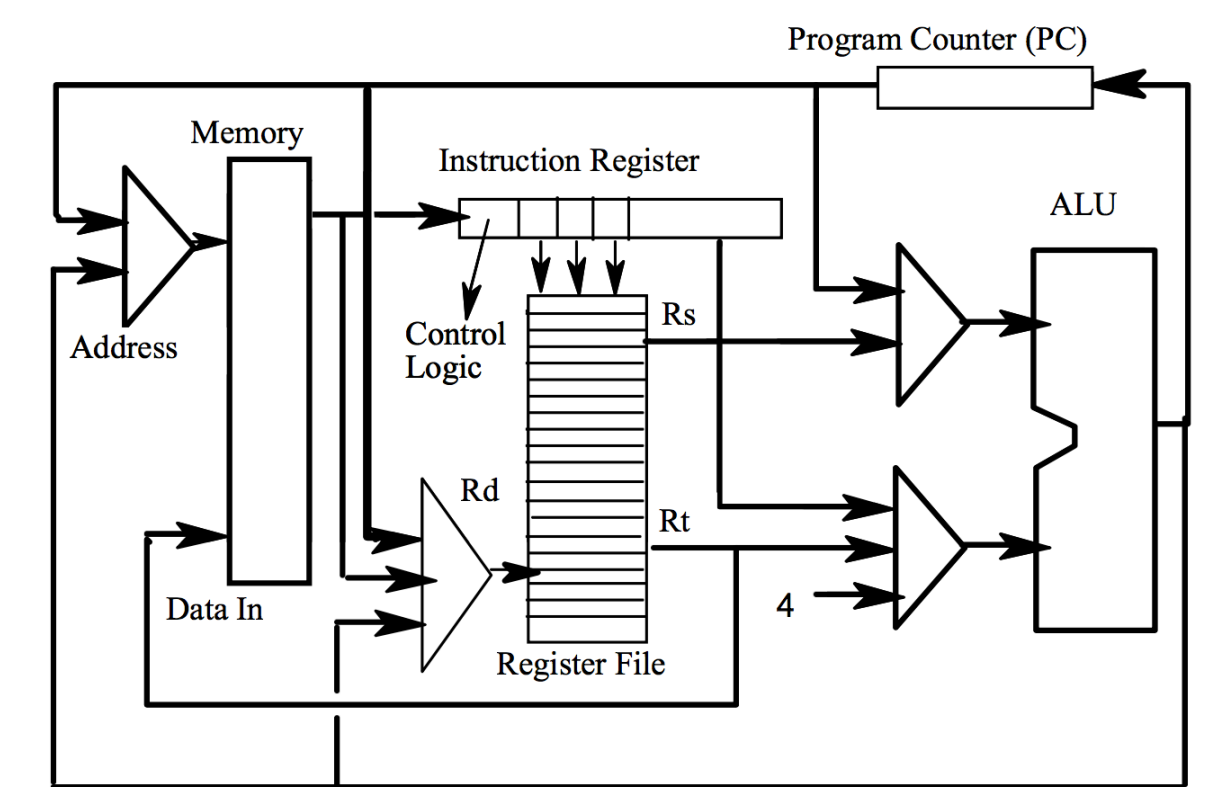 Program Counter (PC)
Memory
Instruction Register
ALU
Rs
Control
Logic
Address
Rd
Rt
4
Data In
Register File